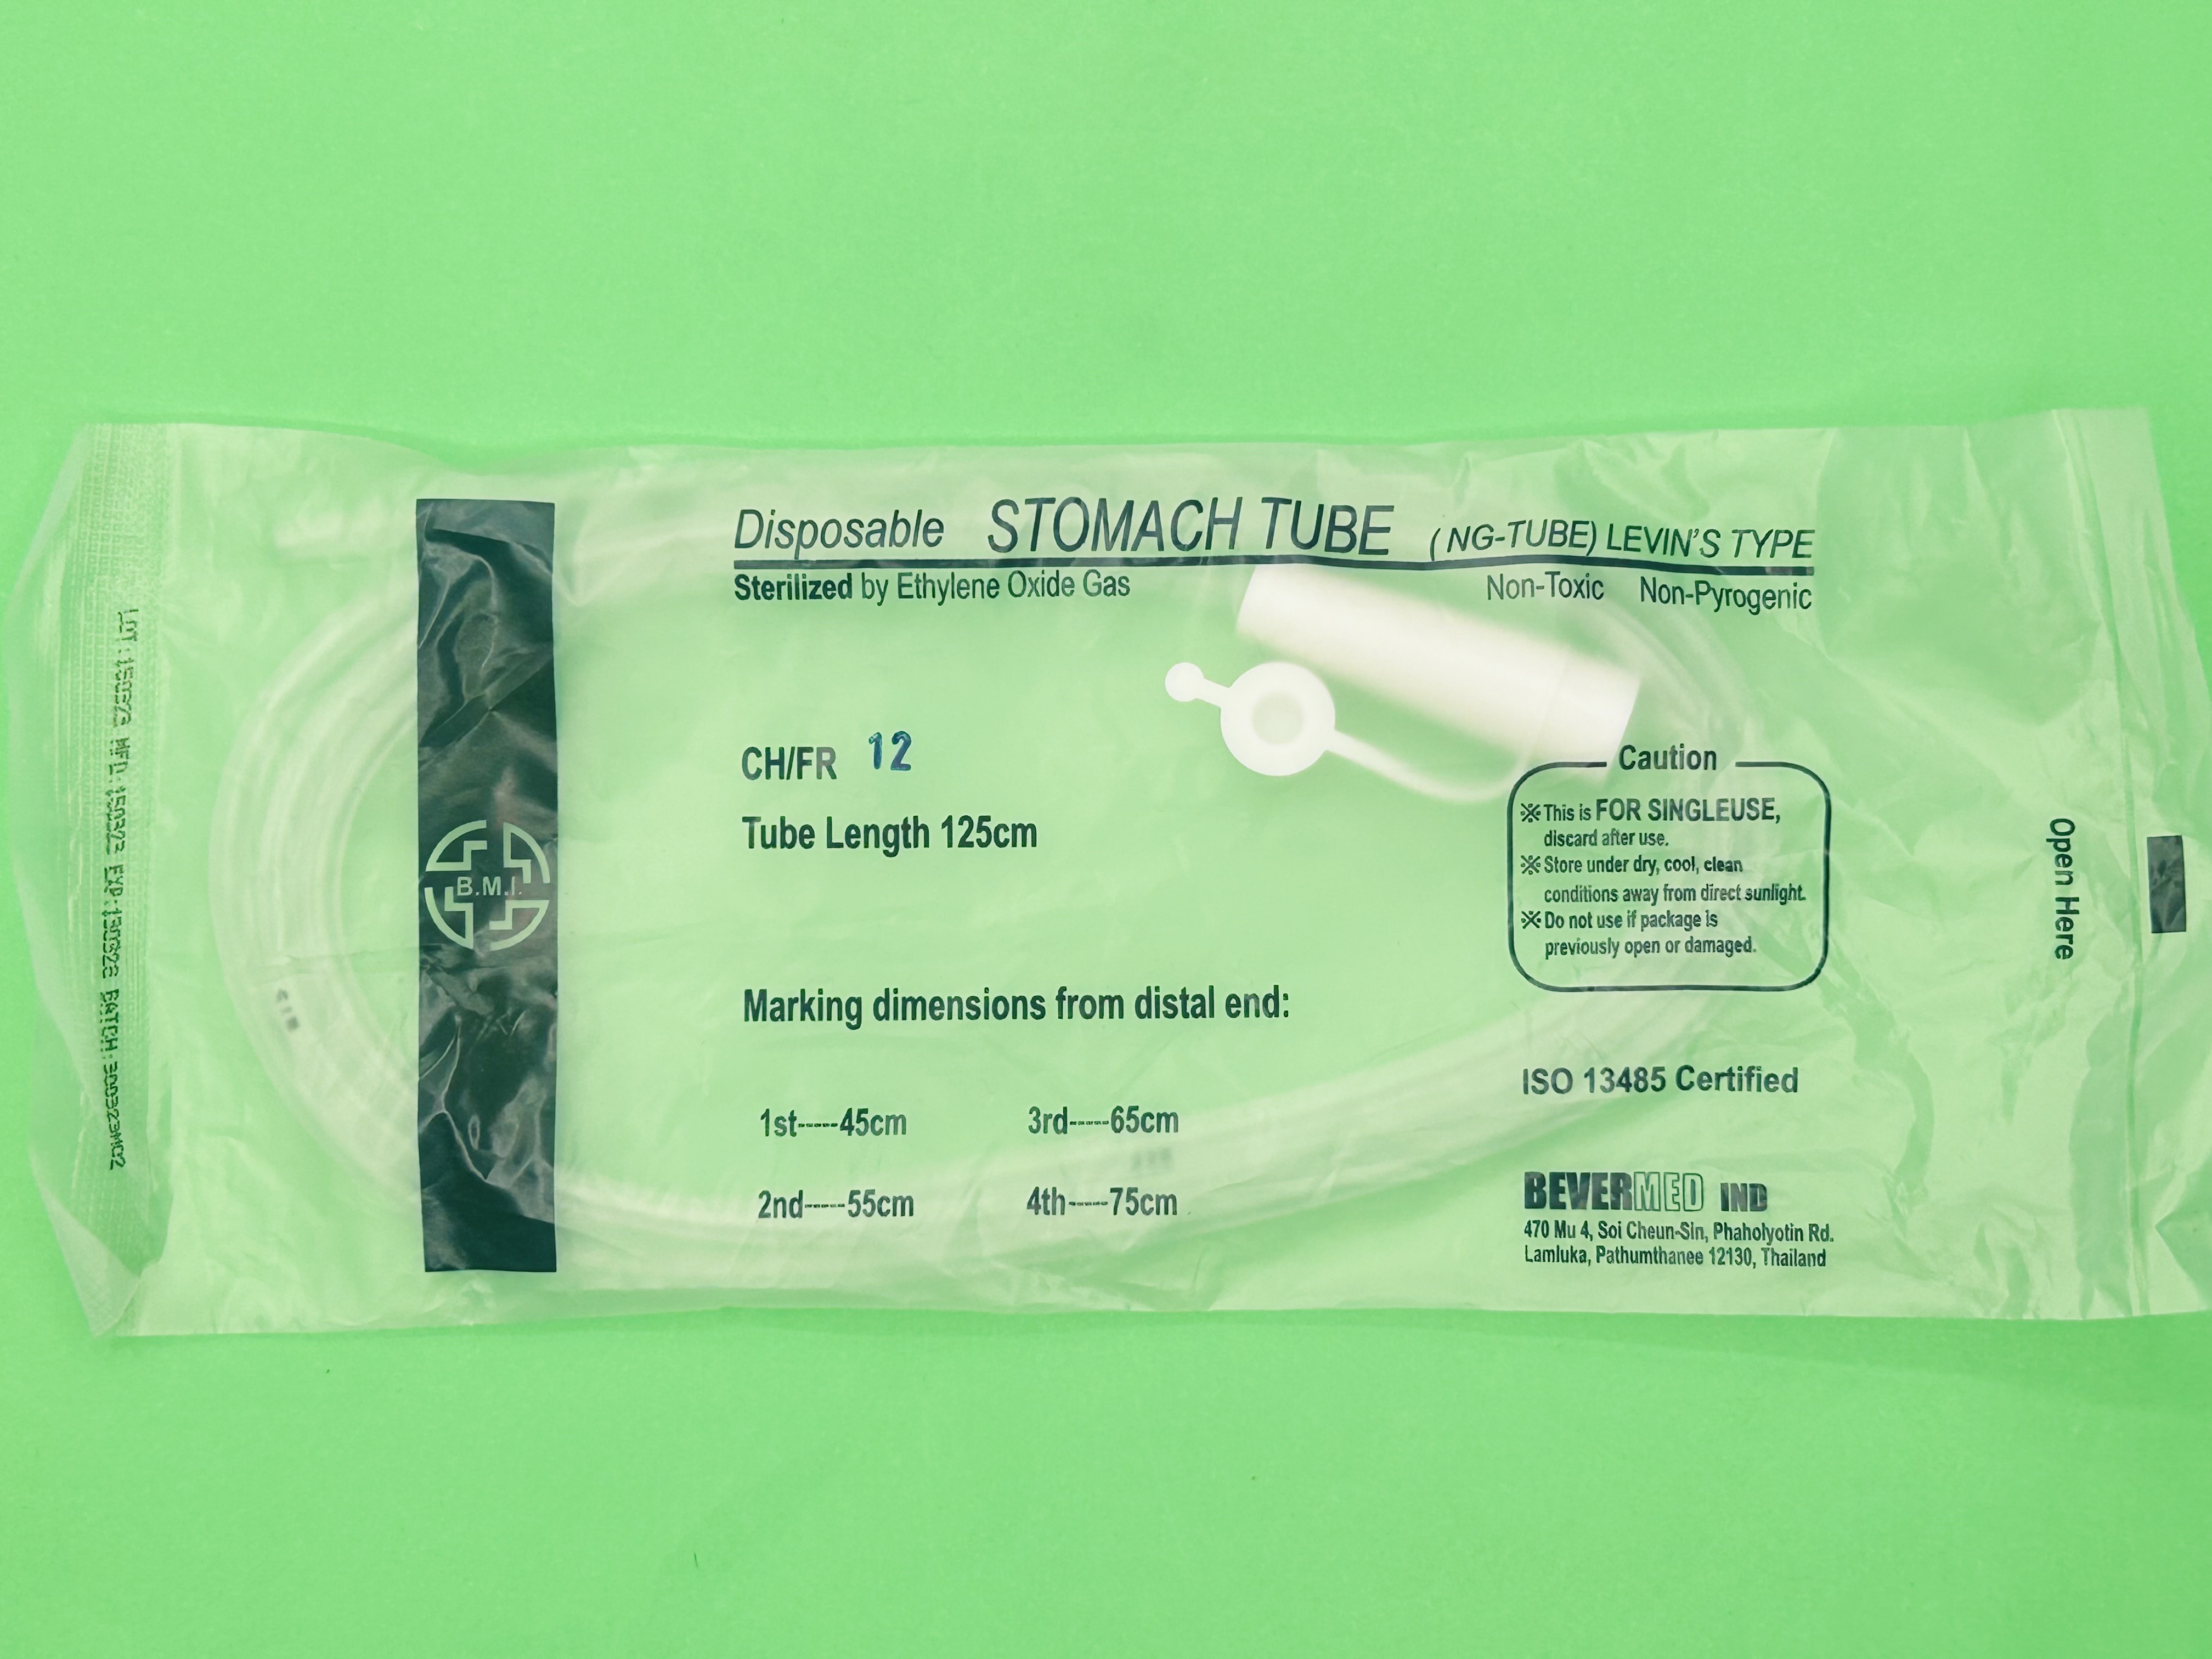 Disposable STOMACH TUBE (NG-TUBE) LEVIN'S TYPE
Sterilized by Ethylene Oxide Gas Non-Toxic Non-Pyrogenic
CH/FR 12
Tube Length 125cm
B.M.I.
Marking dimensions from distal end:
1st----45cm 3rd----65cm
2nd----55cm 4th----75cm
Caution
※This is FOR SINGLEUSE,
discard after use.
※Store under dry, cool, clean
conditions away from direct sunlight.
※Do not use if package is
previously open or damaged.
ISO 13485 Certified
BEVERMED IND
470 Mu 4, Soi Cheun-Sin, Phaholyotin Rd.
Lamluka, Pathumthanee 12130, Thailand
Open Here